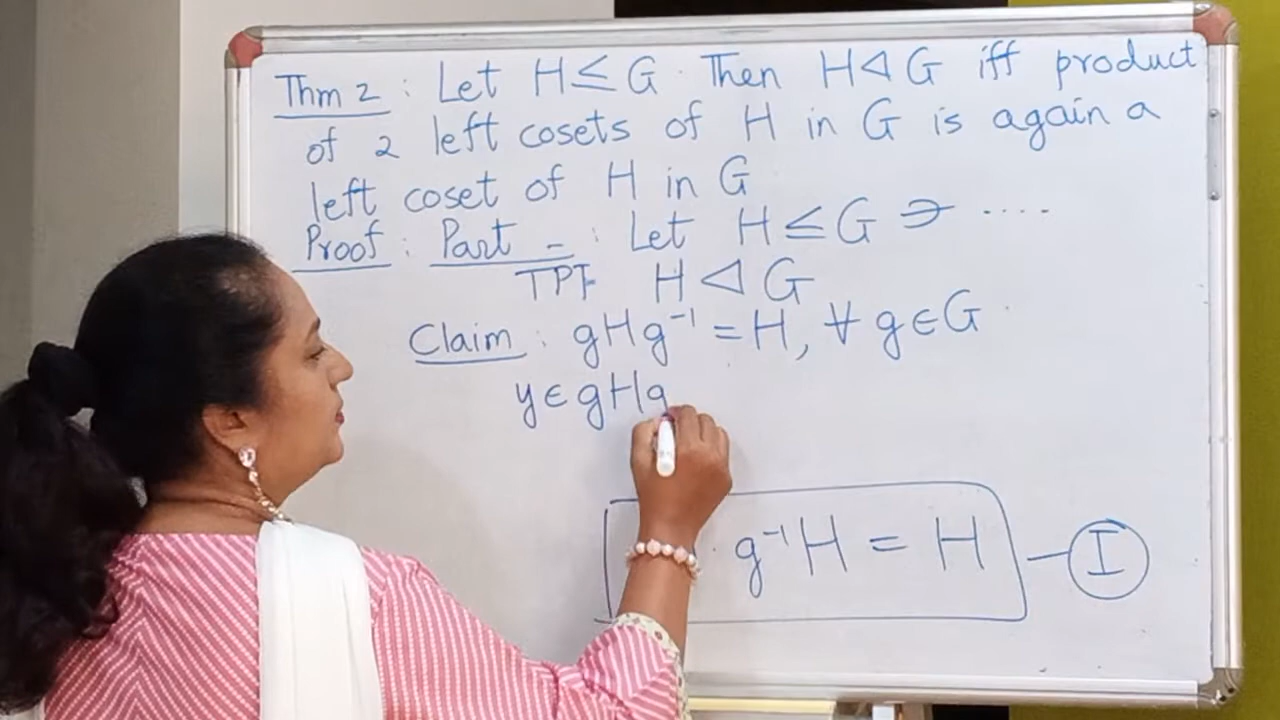 Thm 2 : Let H ≤ G . Then H ⊲ G iff product
of 2 left cosets of H in G is again a
left coset of H in G
Proof : Part - : Let H ≤ G ∋ ....
TPT H ⊲ G
Claim : gHg⁻¹ = H, ∀ g ∈ G
y ∈ gHg
. g⁻¹H = H — I